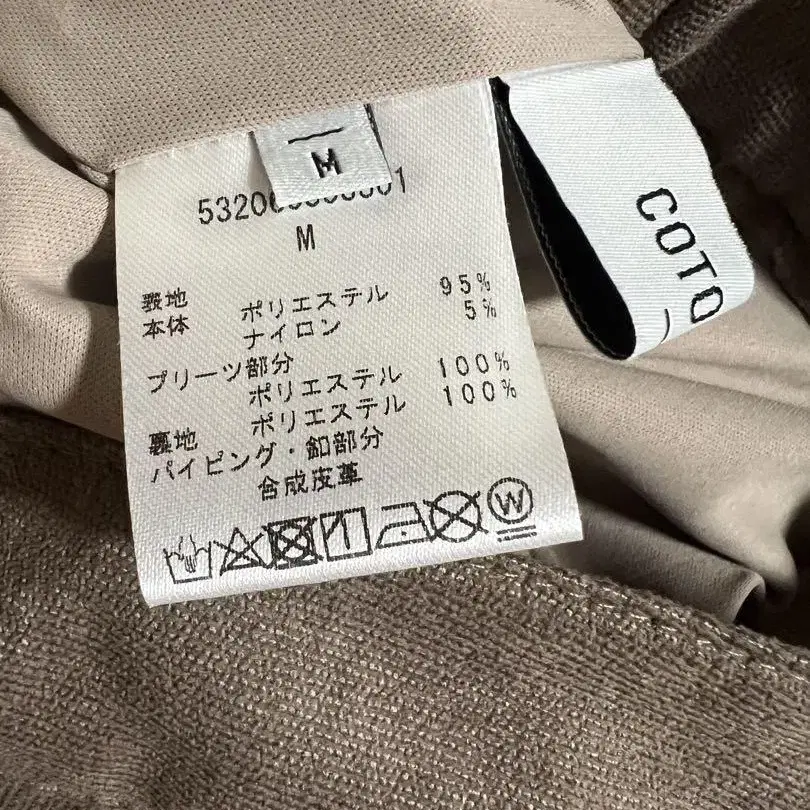 M
M
表地 ポリエステル 95%
本体 ナイロン 5%
プリーツ部分
ポリエステル 100%
裏地 ポリエステル 100%
パイピング・釦部分
合成皮革
W
COTO